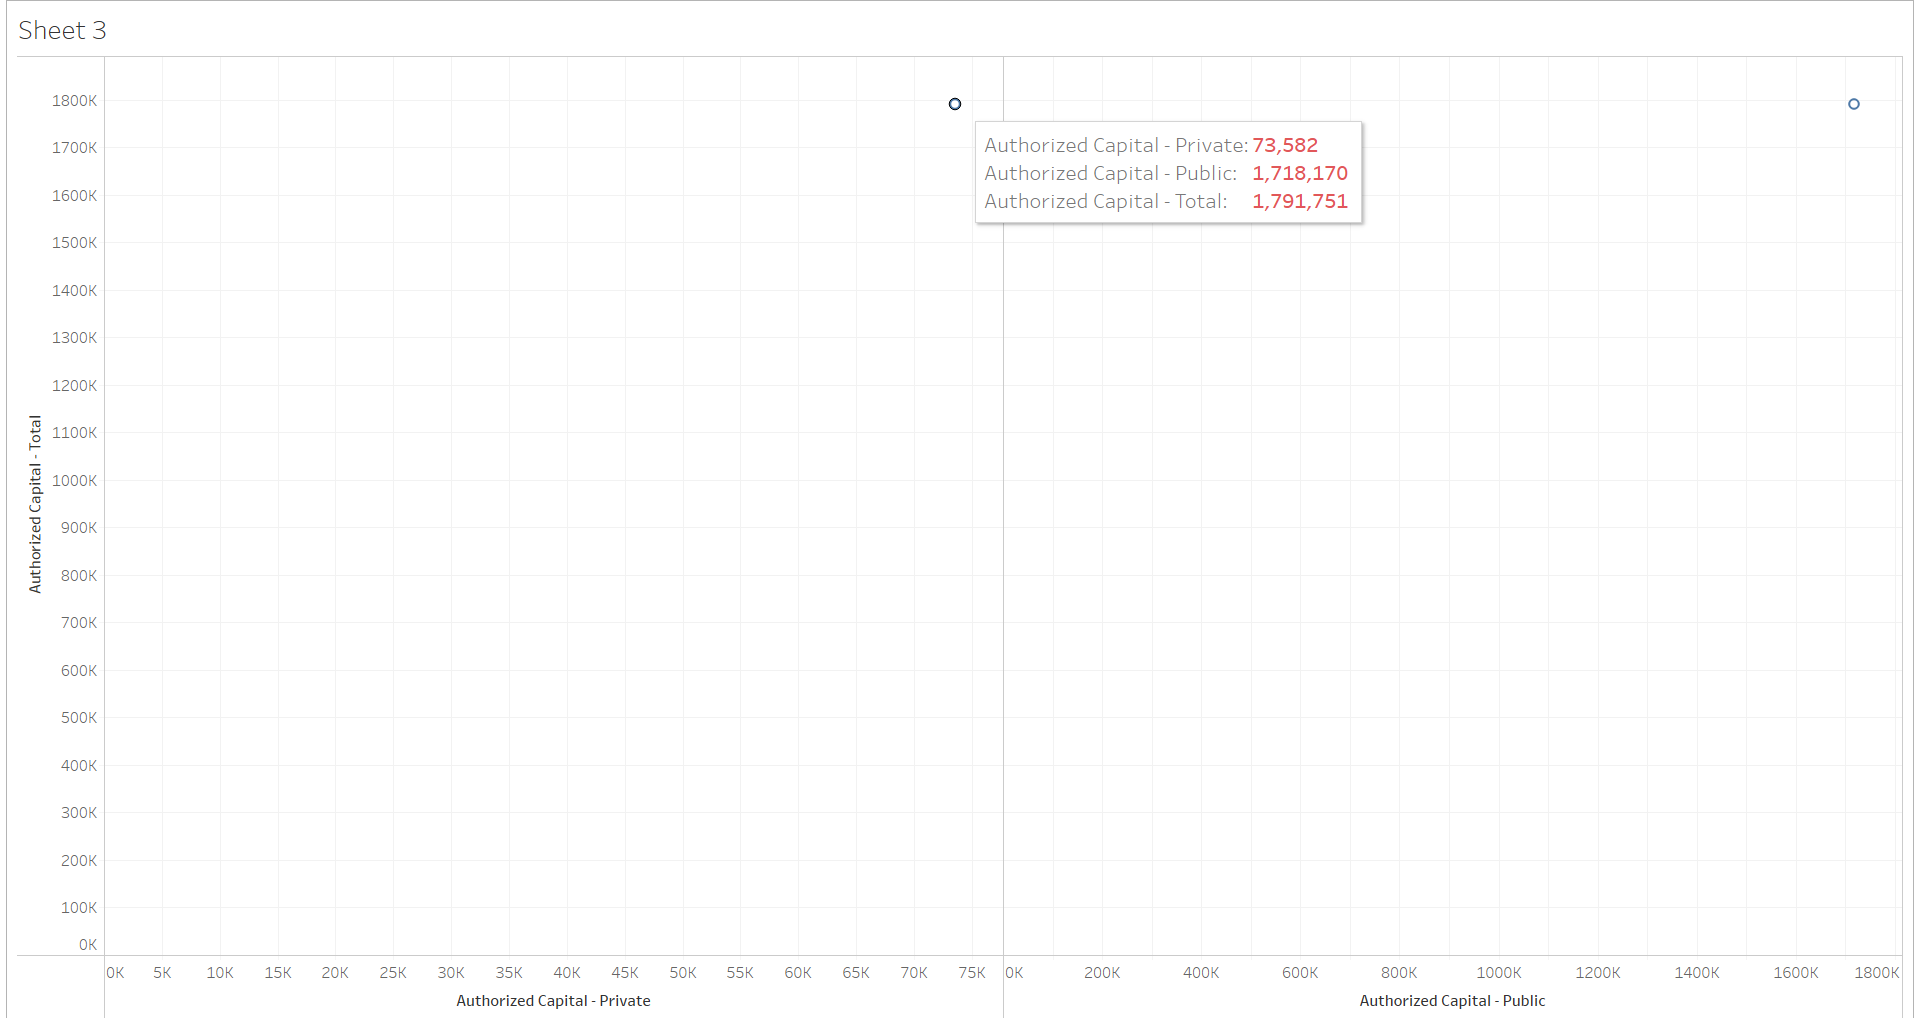 Sheet 3
1800K
1700K
1600K
1500K
1400K
1300K
1200K
1100K
1000K
900K
800K
700K
600K
500K
400K
300K
200K
100K
0K
Authorized Capital - Total
Authorized Capital - Private: 73,582
Authorized Capital - Public: 1,718,170
Authorized Capital - Total: 1,791,751
0K 5K 10K 15K 20K 25K 30K 35K 40K 45K 50K 55K 60K 65K 70K 75K 0K 200K 400K 600K 800K 1000K 1200K 1400K 1600K 1800K
Authorized Capital - Private Authorized Capital - Public